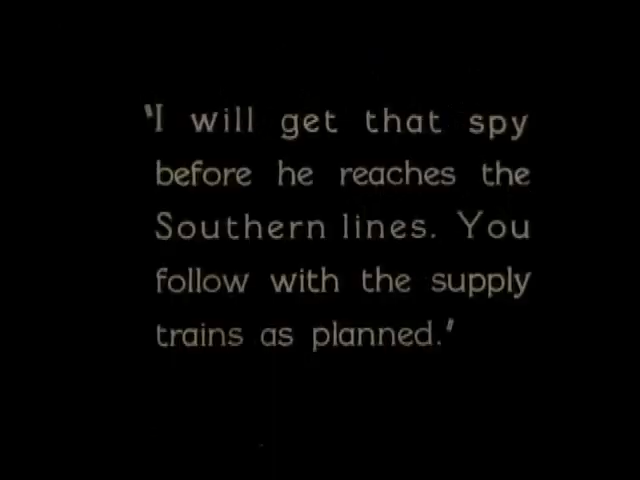 "I will get that spy
before he reaches the
Southern lines. You
follow with the supply
trains as planned."